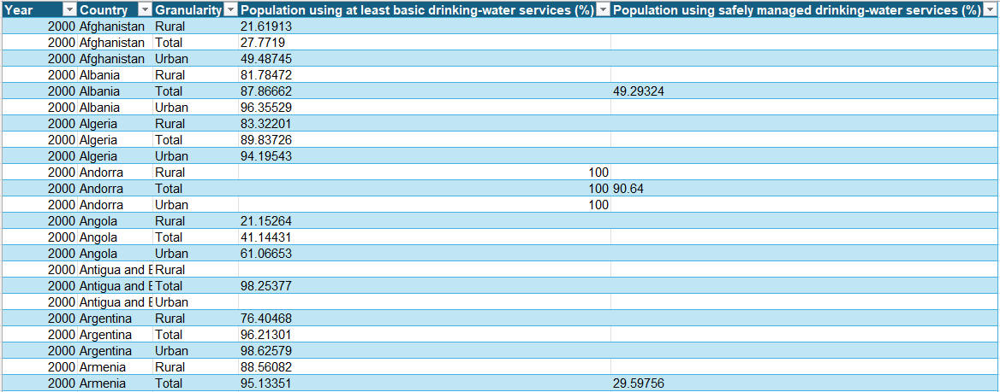 Year Country Granularity Population using at least basic drinking-water services (%) Population using safely managed drinking-water services (%)
2000 Afghanistan Rural 21.61913
2000 Afghanistan Total 27.7719
2000 Afghanistan Urban 49.48745
2000 Albania Rural 81.78472
2000 Albania Total 87.86662 49.29324
2000 Albania Urban 96.35529
2000 Algeria Rural 83.32201
2000 Algeria Total 89.83726
2000 Algeria Urban 94.19543
2000 Andorra Rural 100
2000 Andorra Total 100 90.64
2000 Andorra Urban 100
2000 Angola Rural 21.15264
2000 Angola Total 41.14431
2000 Angola Urban 61.06653
2000 Antigua and Rural
2000 Antigua and Total 98.25377
2000 Antigua and Urban
2000 Argentina Rural 76.40468
2000 Argentina Total 96.21301
2000 Argentina Urban 98.62579
2000 Armenia Rural 88.56082
2000 Armenia Total 95.13351 29.59756